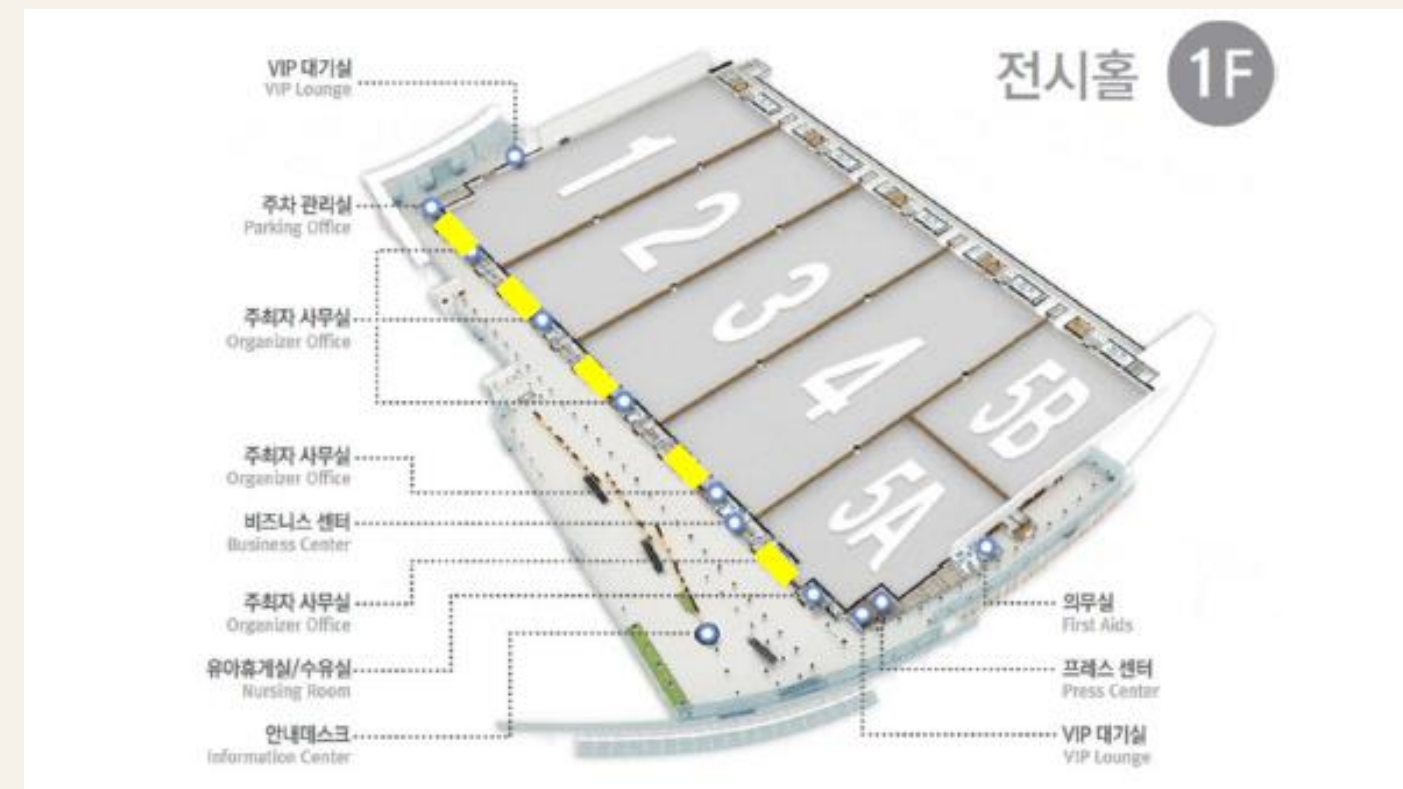 전시홀 1F
VIP 대기실
VIP Lounge
주차 관리실
Parking Office
주최자 사무실
Organizer Office
주최자 사무실
Organizer Office
비즈니스 센터
Business Center
주최자 사무실
Organizer Office
유아휴게실/수유실
Nursing Room
안내데스크
Information Center
1
2
3
4
5B
5A
의무실
First Aids
프레스 센터
Press Center
VIP 대기실
VIP Lounge